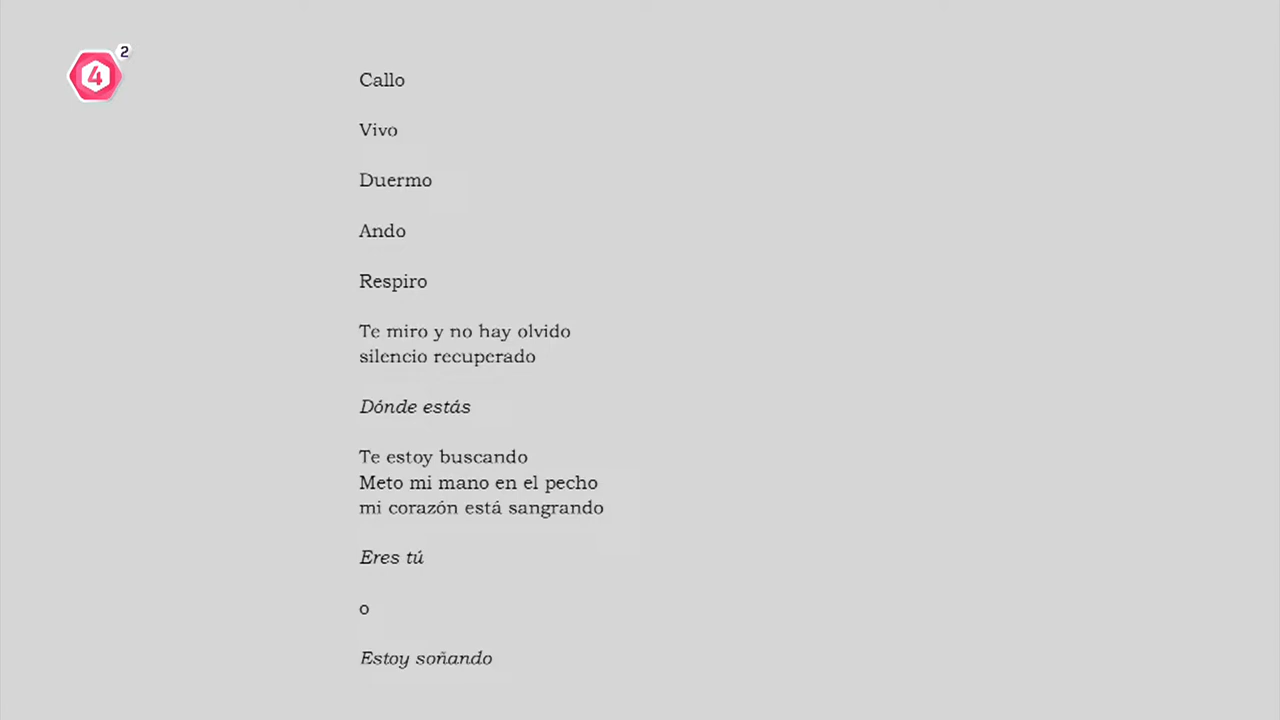 4
2
Callo
Vivo
Duermo
Ando
Respiro
Te miro y no hay olvido
silencio recuperado
Dónde estás
Te estoy buscando
Meto mi mano en el pecho
mi corazón está sangrando
Eres tú
o
Estoy soñando